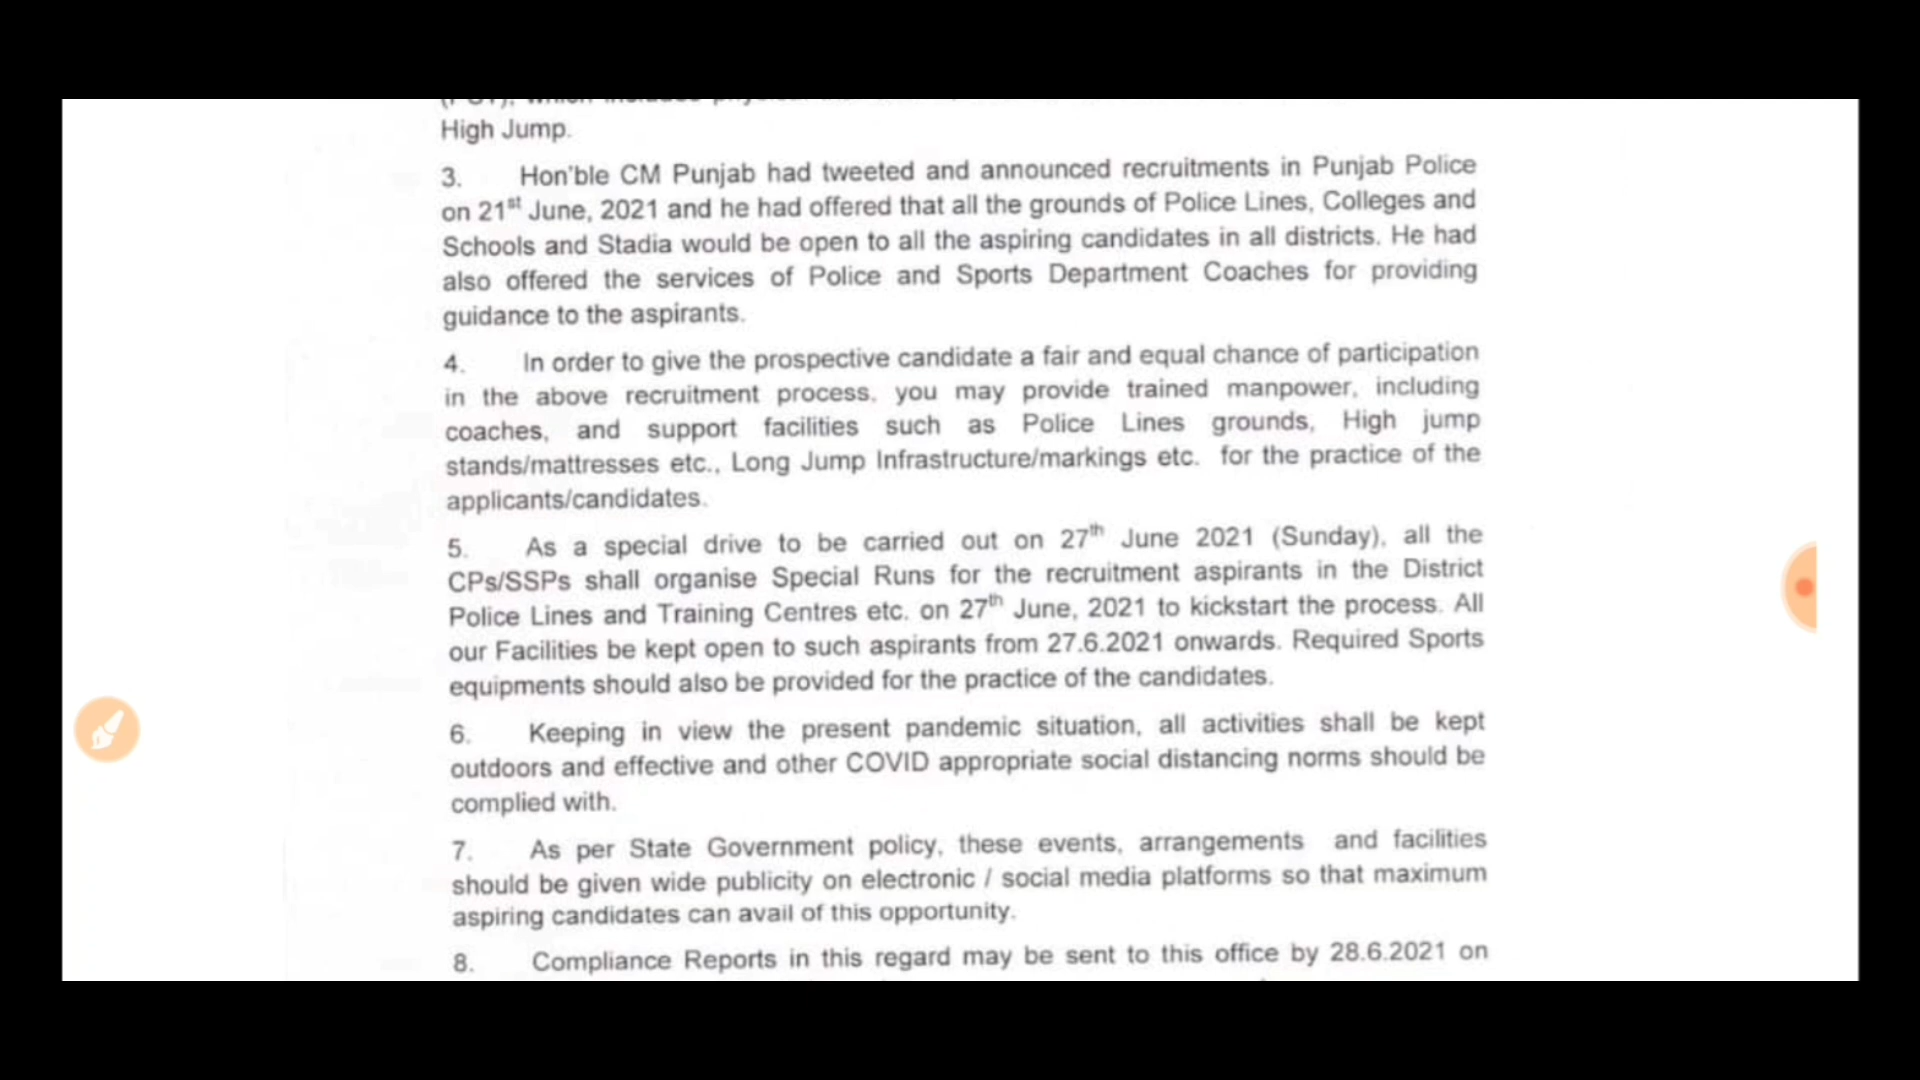 High Jump.
3. Hon'ble CM Punjab had tweeted and announced recruitments in Punjab Police
on 21st June, 2021 and he had offered that all the grounds of Police Lines, Colleges and
Schools and Stadia would be open to all the aspiring candidates in all districts. He had
also offered the services of Police and Sports Department Coaches for providing
guidance to the aspirants.
4. In order to give the prospective candidate a fair and equal chance of participation
in the above recruitment process, you may provide trained manpower, including
coaches, and support facilities such as Police Lines grounds, High jump
stands/mattresses etc., Long Jump Infrastructure/markings etc. for the practice of the
applicants/candidates.
5. As a special drive to be carried out on 27th June 2021 (Sunday), all the
CPs/SSPs shall organise Special Runs for the recruitment aspirants in the District
Police Lines and Training Centres etc. on 27th June, 2021 to kickstart the process. All
our Facilities be kept open to such aspirants from 27.6.2021 onwards. Required Sports
equipments should also be provided for the practice of the candidates.
6. Keeping in view the present pandemic situation, all activities shall be kept
outdoors and effective and other COVID appropriate social distancing norms should be
complied with.
7. As per State Government policy, these events, arrangements and facilities
should be given wide publicity on electronic / social media platforms so that maximum
aspiring candidates can avail of this opportunity.
8. Compliance Reports in this regard may be sent to this office by 28.6.2021 on